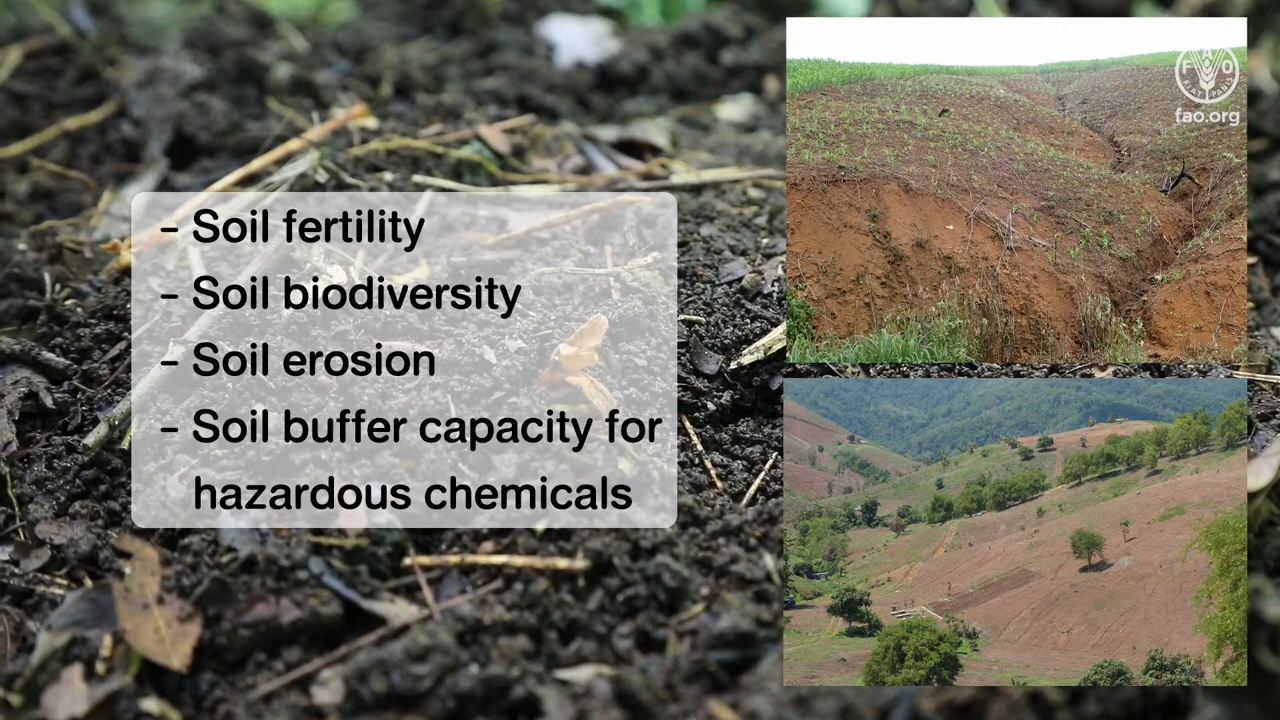 – Soil fertility
– Soil biodiversity
– Soil erosion
– Soil buffer capacity for
hazardous chemicals
F A O
FIAT PANIS
fao.org